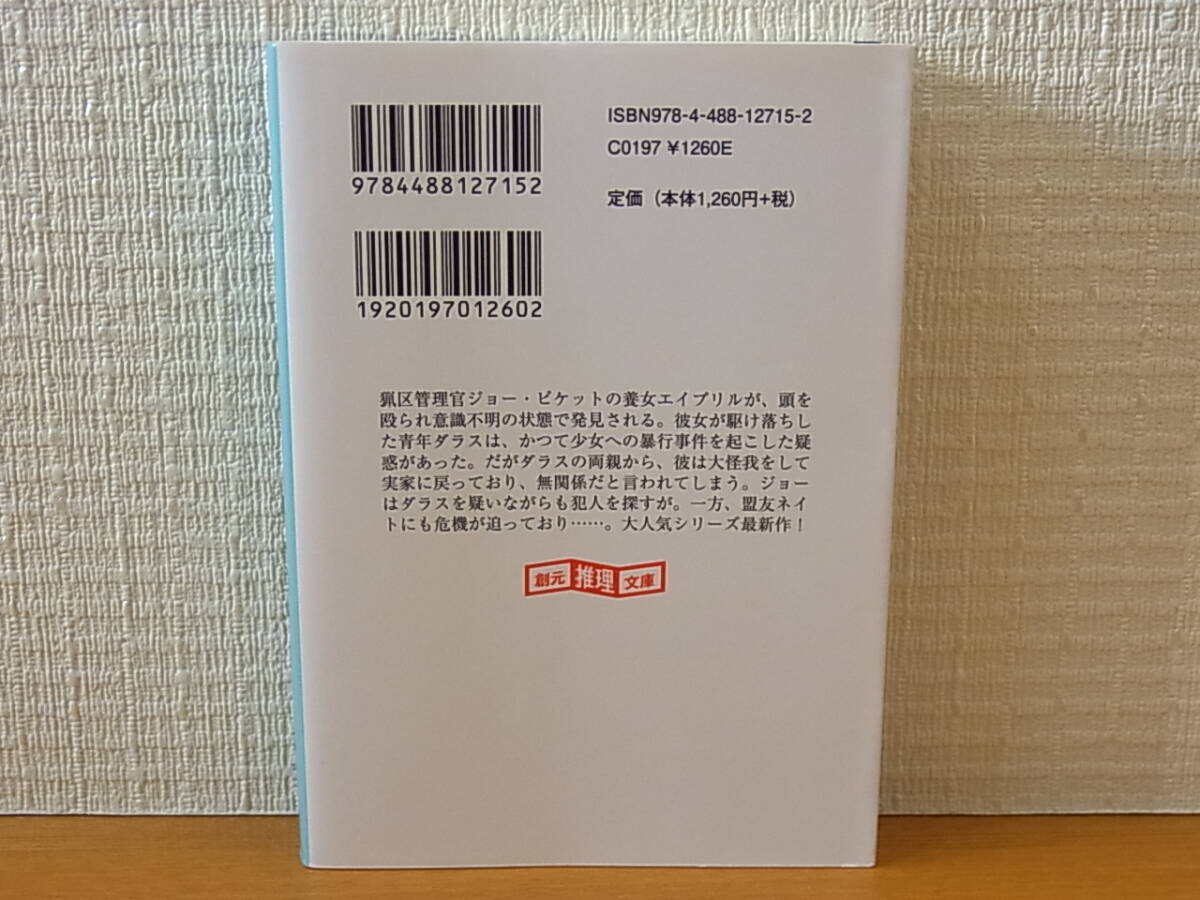 ISBN978-4-488-12715-2
C0197 ¥1260E
定価（本体1,260円+税）
9784488127152
1920197012602
猟区管理官ジョー・ピケットの養女エイプリルが、頭を
殴られ意識不明の状態で発見される。彼女が駆け落ちし
た青年ダラスは、かつて少女への暴行事件を起こした疑
惑があった。だがダラスの両親から、彼は大怪我をして
実家に戻っており、無関係だと言われてしまう。ジョー
はダラスを疑いながらも犯人を探すが。一方、盟友ネイ
トにも危機が迫っており……。大人気シリーズ最新作！
創元推理文庫